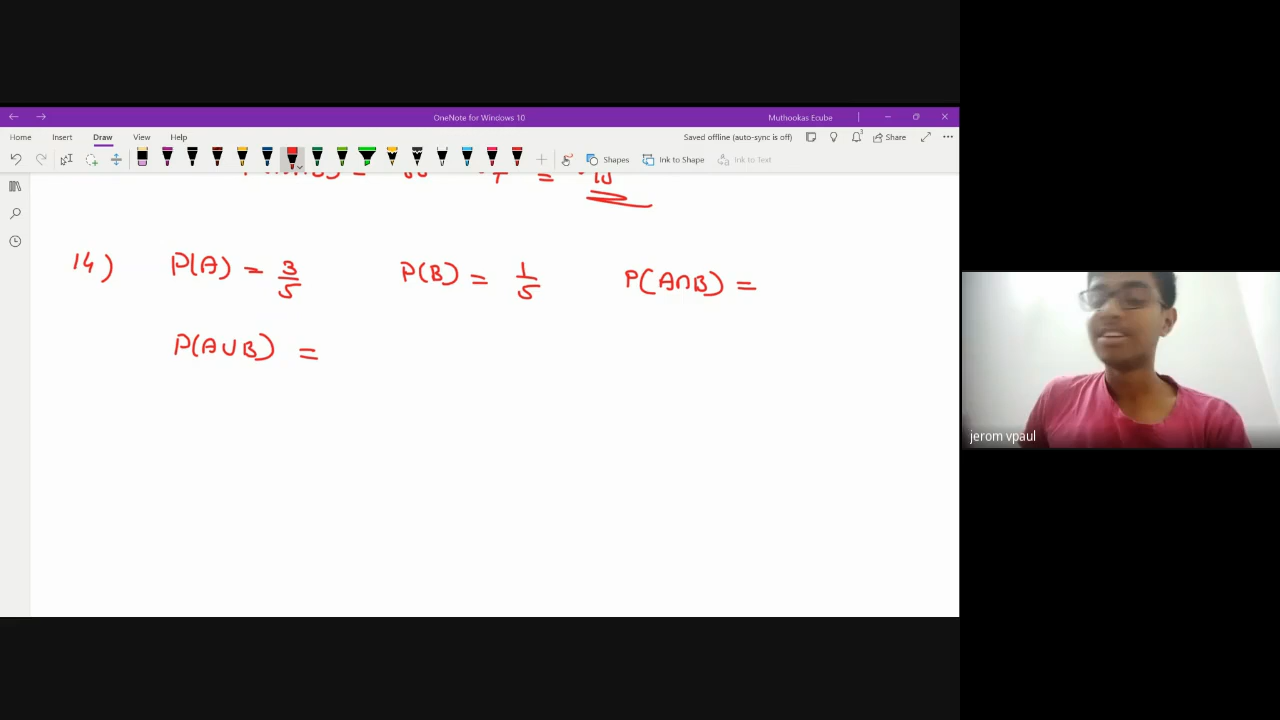 OneNote for Windows 10
Muthookas Ecube
Home Insert Draw View Help
Saved offline (auto-sync is off)
3
Share
Shapes
Ink to Shape
Ink to Text
14) P(A) = 3/5 P(B) = 1/5 P(A∩B) =
P(A∪B) =
jerom vpaul